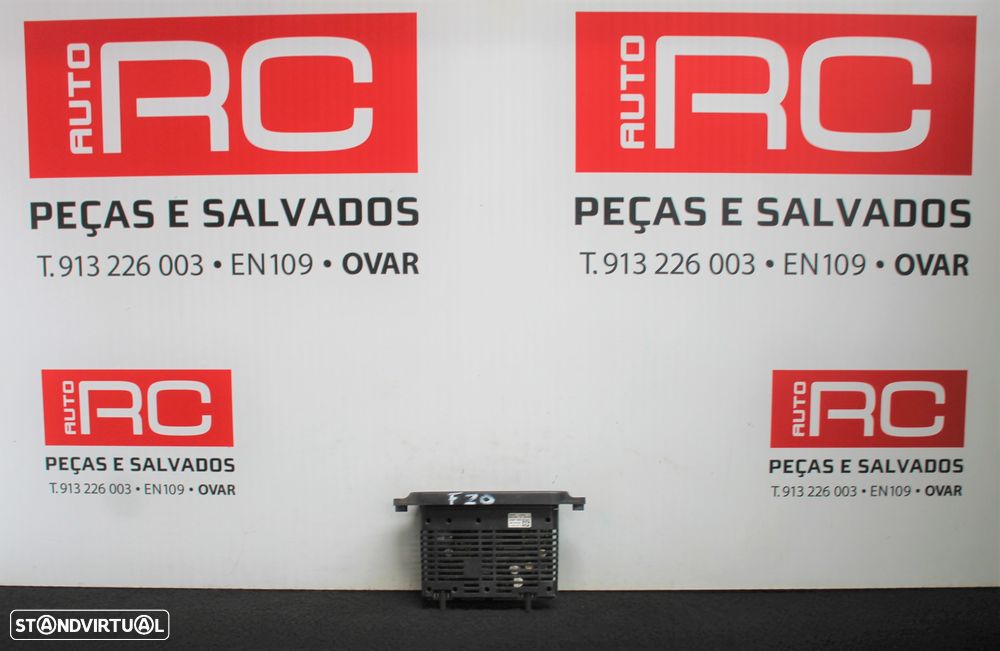 AUTO RC
PEÇAS E SALVADOS
T. 913 226 003 • EN109 • OVAR
AUTO RC
PEÇAS E SALVADOS
T. 913 226 003 • EN109 • OVAR
AUTO RC
PEÇAS E SALVADOS
T. 913 226 003 • EN109 • OVAR
AUTO RC
PEÇAS E SALVADOS
T. 913 226 003 • EN109 • OVAR
F20
STANDVIRTUAL